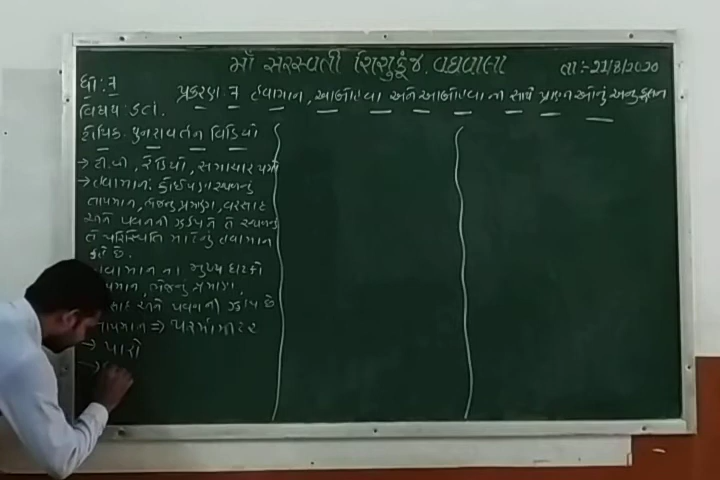 માઁ સરસ્વતી શિશુકુંજ. વઘવાલા
તા:-22/8/2020
ધો: 7
પ્રકરણ 7 હવામાન, આબોહવા અને આબોહવા ની સાથે પ્રાણીઓનું અનુકૂલન
વિષય:
ટોપિક. પુનરાવર્તન વિડિયો
→ ટી.વી, રેડિયો, સમાચાર પત્રો
→ હવામાન: કોઈપણ સ્થળનું
તાપમાન, ભેજનું પ્રમાણ, વરસાદ
અને પવનની ઝડપને તે સ્થળનું
તે પરિસ્થિતિ માટેનું હવામાન
કહે છે.
હવામાન ના મુખ્ય ઘટકો
ભેજનું પ્રમાણ,
અને પવનની ઝડપ છે
તાપમાન => થરમોમીટર
→ પારો
→